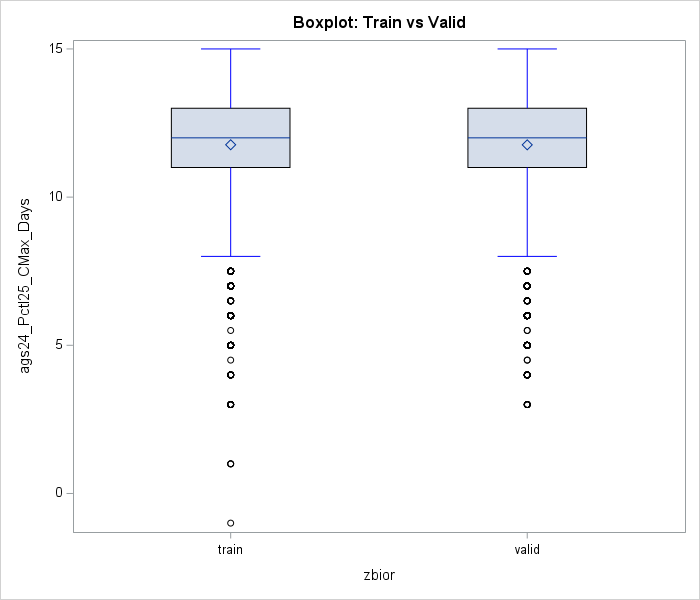 Boxplot: Train vs Valid
15
10
5
0
ags24_Pctl25_CMax_Days
train
valid
zbior